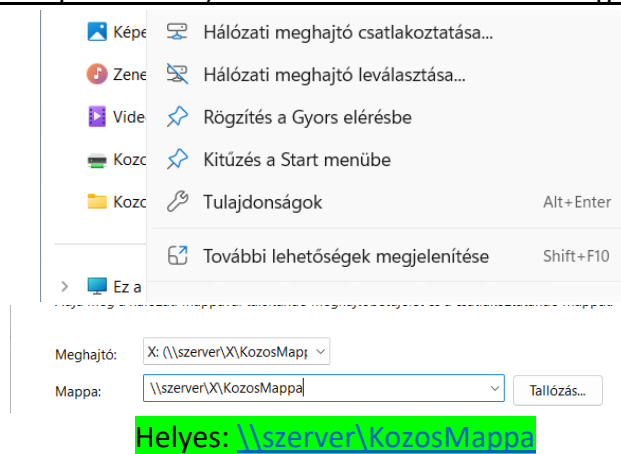 Képe
Hálózati meghajtó csatlakoztatása...
Zene
Hálózati meghajtó leválasztása...
Vide
Rögzítés a Gyors elérésbe
Kozo
Kitűzés a Start menübe
Kozo
Tulajdonságok Alt+Enter
További lehetőségek megjelenítése Shift+F10
Ez a
Meghajtó: X: (\\szerver\X\KozosMapp
Mappa: \\szerver\X\KozosMappa Tallózás...
Helyes: \\szerver\KozosMappa